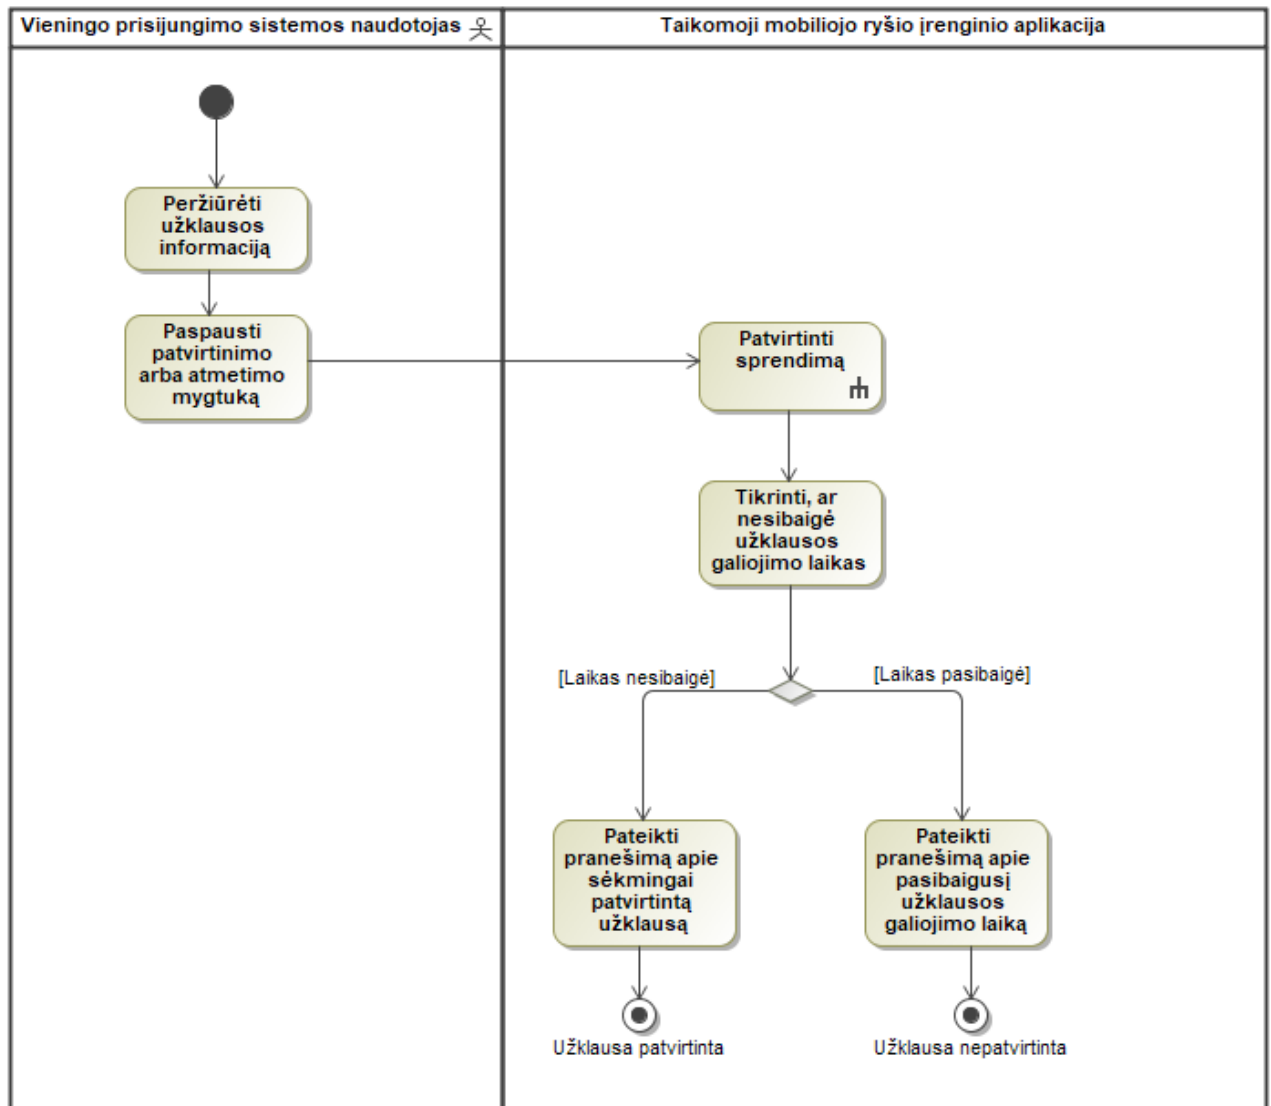 Vieningo prisijungimo sistemos naudotojas
Taikomoji mobiliojo ryšio įrenginio aplikacija
Peržiūrėti
užklausos
informaciją
Paspausti
patvirtinimo
arba atmetimo
mygtuką
Patvirtinti
sprendimą
Tikrinti, ar
nesibaigė
užklausos
galiojimo laikas
[Laikas nesibaigė]
[Laikas pasibaigė]
Pateikti
pranešimą apie
sėkmingai
patvirtintą
užklausą
Pateikti
pranešimą apie
pasibaigusį
užklausos
galiojimo laiką
Užklausa patvirtinta
Užklausa nepatvirtinta